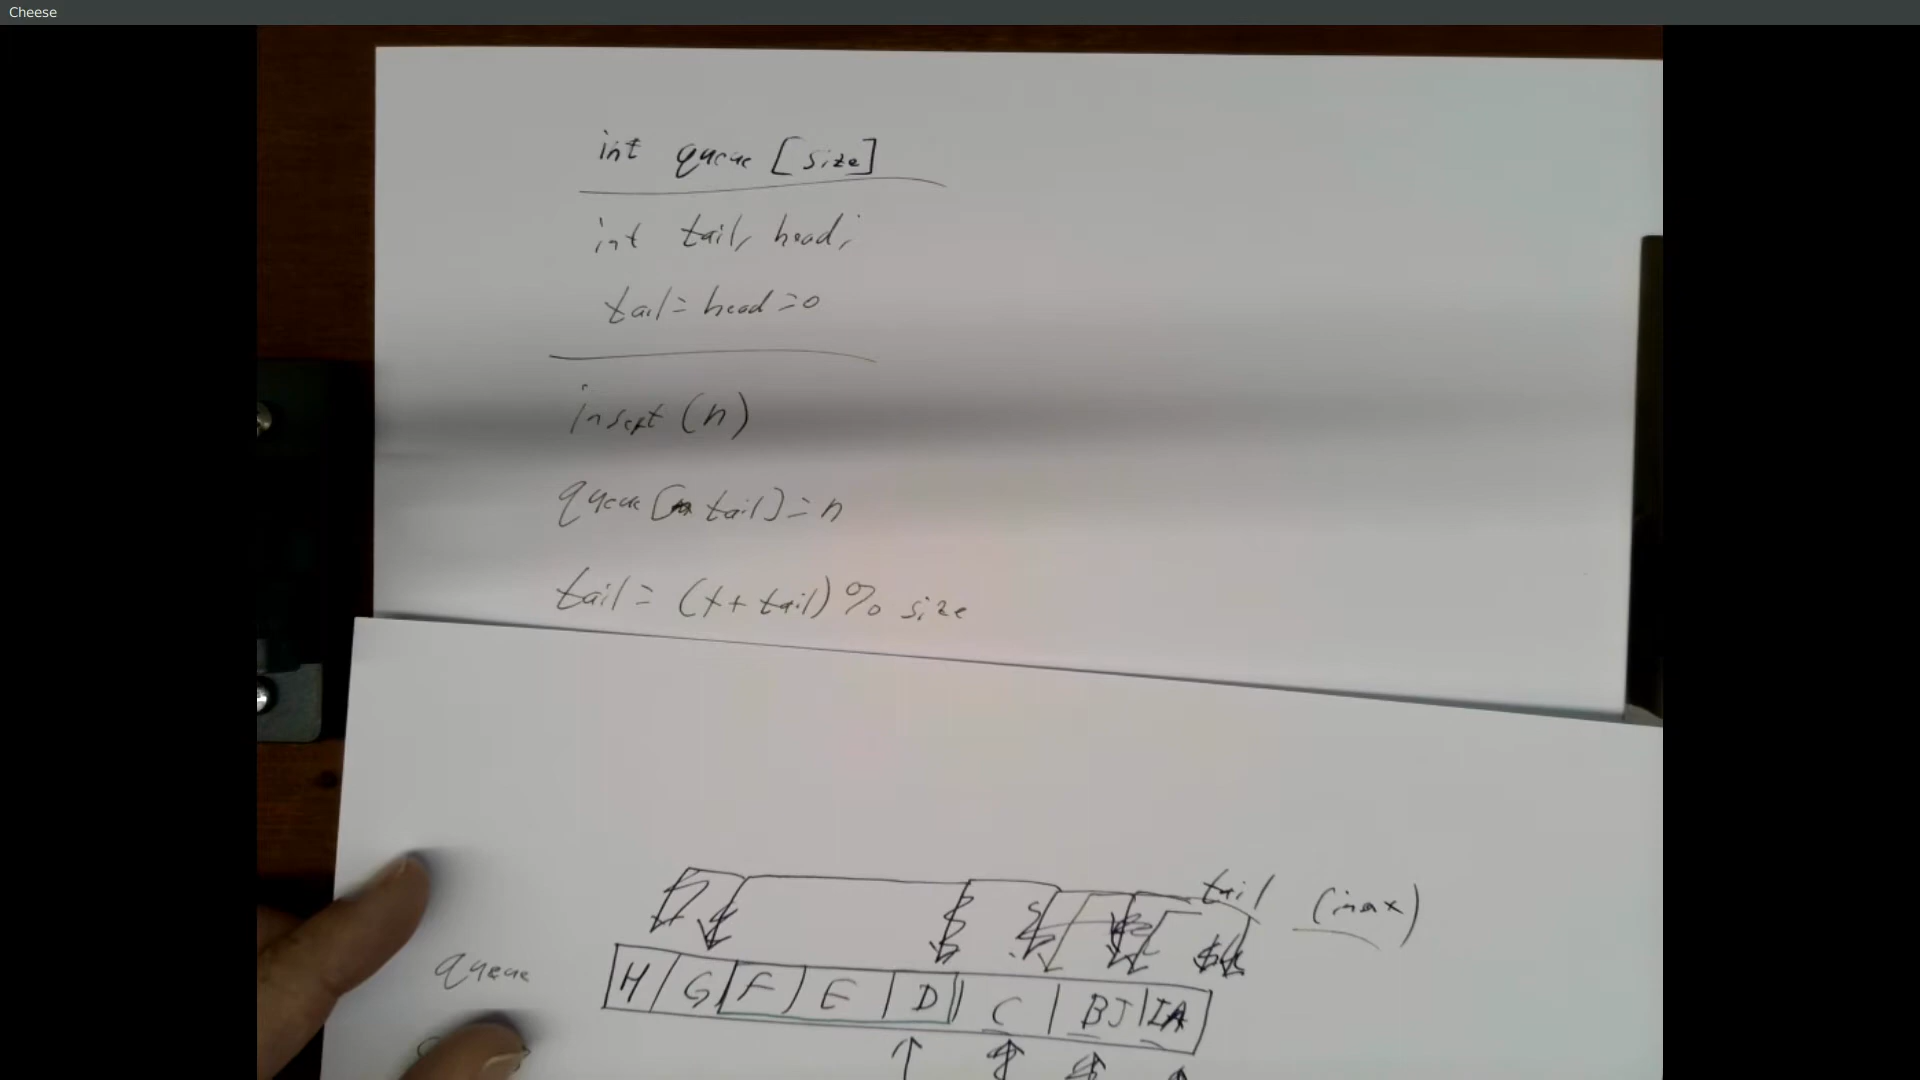 Cheese
int queue [size]
int tail, head;
tail = head = 0
insert (n)
queue[tail] = n
tail = (1 + tail) % size
tail (max)
queue
H G F E D C B J I A